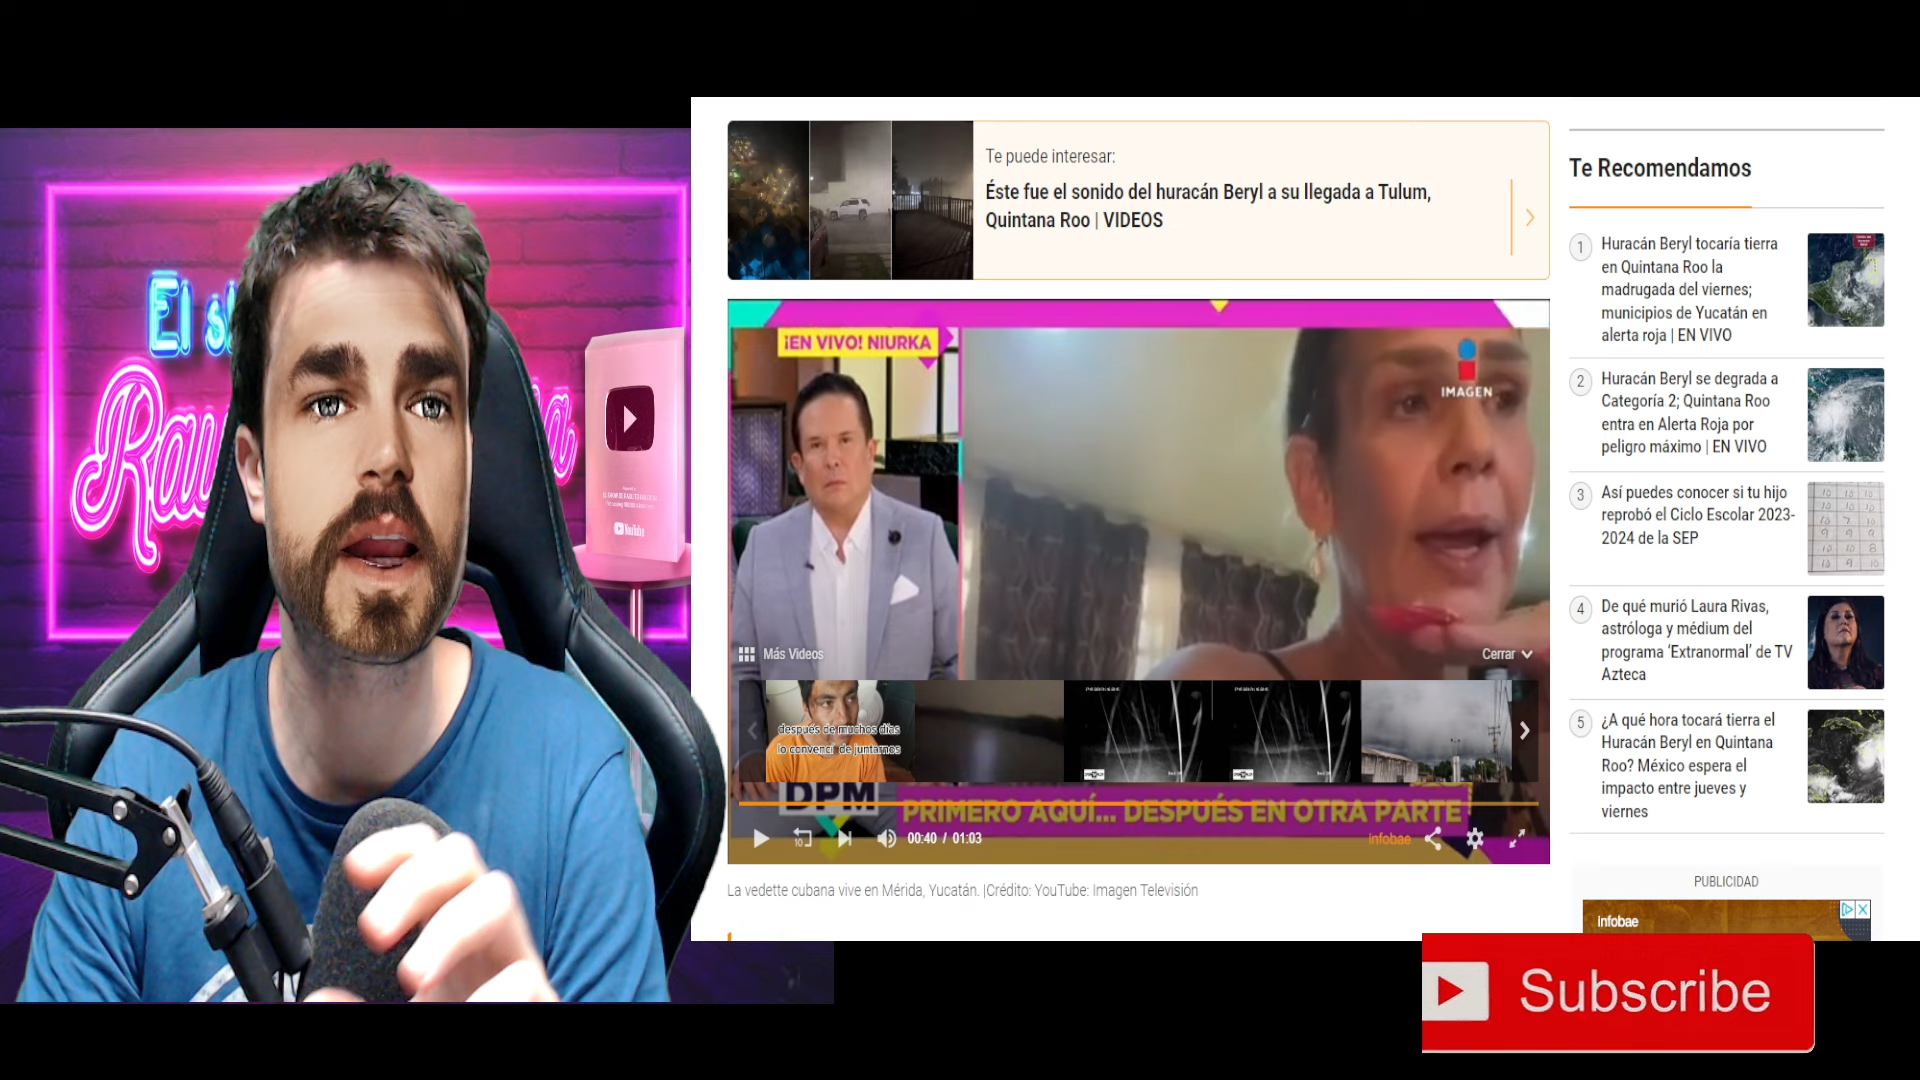 El
Rau
YouTube
Te puede interesar:
Éste fue el sonido del huracán Beryl a su llegada a Tulum,
Quintana Roo | VIDEOS
¡EN VIVO! NIURKA
IMAGEN
Más Videos
Cerrar
después de muchos días
lo convencí de juntarnos
DPM
PRIMERO AQUÍ... DESPUÉS EN OTRA PARTE
10
00:40 / 01:03
infobae
La vedette cubana vive en Mérida, Yucatán. |Crédito: YouTube: Imagen Televisión
Te Recomendamos
1
Huracán Beryl tocaría tierra
en Quintana Roo la
madrugada del viernes;
municipios de Yucatán en
alerta roja | EN VIVO
2
Huracán Beryl se degrada a
Categoría 2; Quintana Roo
entra en Alerta Roja por
peligro máximo | EN VIVO
3
Así puedes conocer si tu hijo
reprobó el Ciclo Escolar 2023-
2024 de la SEP
4
De qué murió Laura Rivas,
astróloga y médium del
programa ‘Extranormal’ de TV
Azteca
5
¿A qué hora tocará tierra el
Huracán Beryl en Quintana
Roo? México espera el
impacto entre jueves y
viernes
PUBLICIDAD
infobae
Subscribe